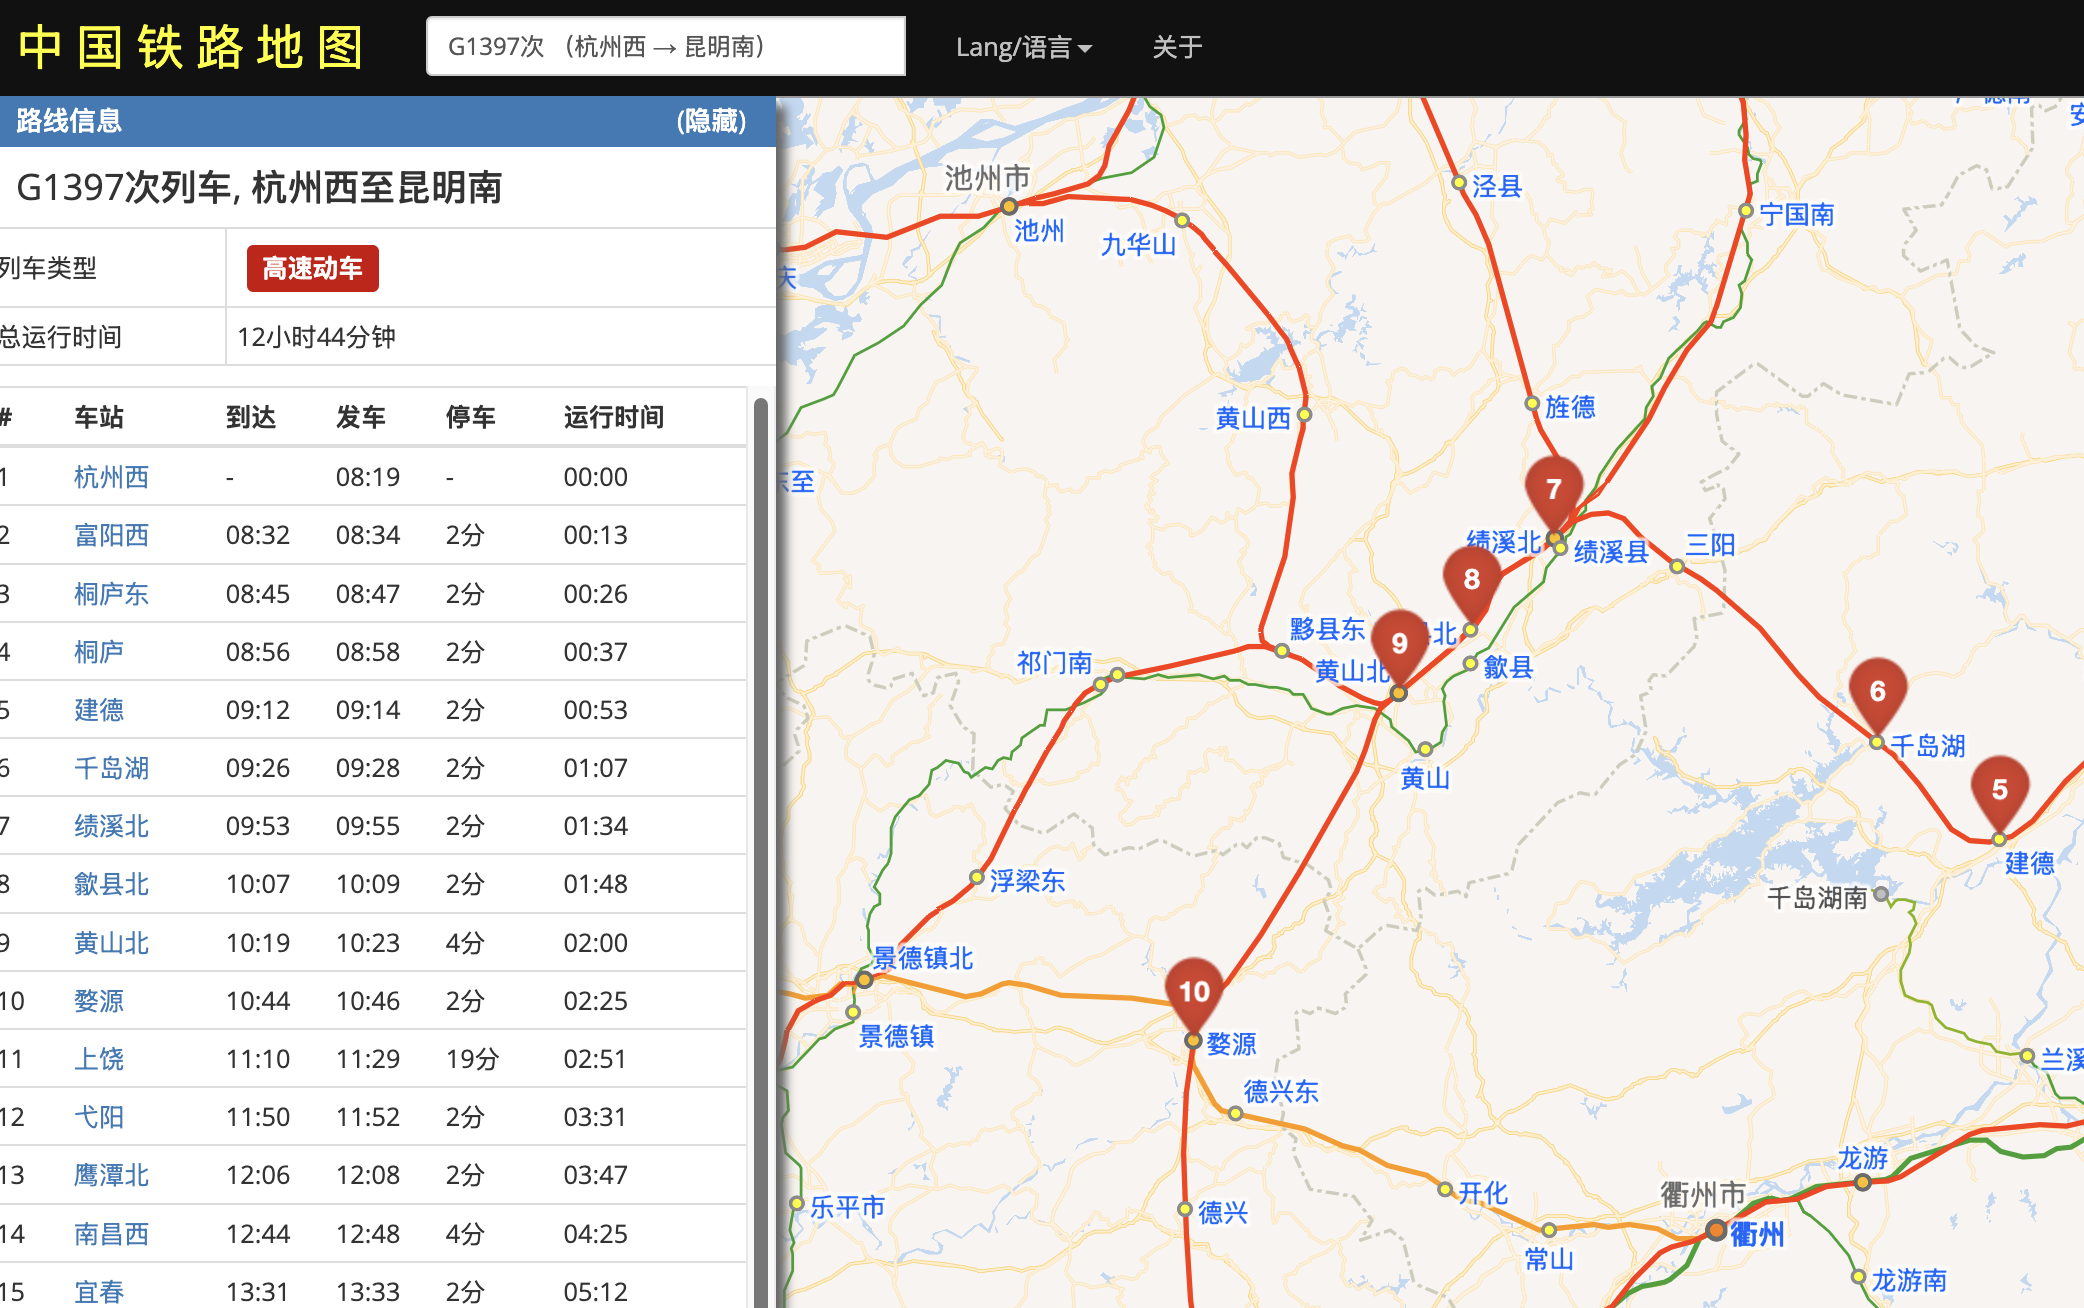 中国铁路地图
G1397次 （杭州西 → 昆明南）
Lang/语言
关于
路线信息
(隐藏)
G1397次列车, 杭州西至昆明南
列车类型 高速动车
总运行时间 12小时44分钟
# 车站 到达 发车 停车 运行时间
1 杭州西 - 08:19 - 00:00
2 富阳西 08:32 08:34 2分 00:13
3 桐庐东 08:45 08:47 2分 00:26
4 桐庐 08:56 08:58 2分 00:37
5 建德 09:12 09:14 2分 00:53
6 千岛湖 09:26 09:28 2分 01:07
7 绩溪北 09:53 09:55 2分 01:34
8 歙县北 10:07 10:09 2分 01:48
9 黄山北 10:19 10:23 4分 02:00
10 婺源 10:44 10:46 2分 02:25
11 上饶 11:10 11:29 19分 02:51
12 弋阳 11:50 11:52 2分 03:31
13 鹰潭北 12:06 12:08 2分 03:47
14 南昌西 12:44 12:48 4分 04:25
15 宜春 13:31 13:33 2分 05:12
池州市
池州
九华山
泾县
宁国南
安
黄山西
旌德
至
7
绩溪北
绩溪县
三阳
8
北
9
黟县东
祁门南
黄山北
歙县
黄山
6
千岛湖
5
建德
千岛湖南
浮梁东
景德镇北
景德镇
10
婺源
德兴东
兰溪
乐平市
德兴
开化
常山
衢州市
衢州
龙游
龙游南